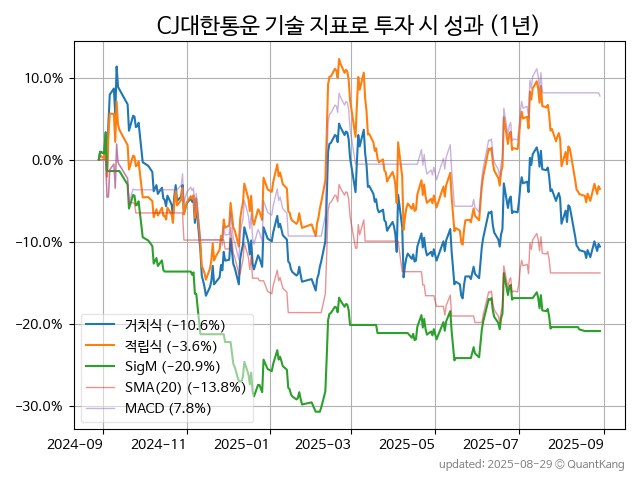 CJ대한통운 기술 지표로 투자 시 성과 (1년)
10.0%
0.0%
−10.0%
−20.0%
−30.0%
거치식 (−10.6%)
적립식 (−3.6%)
SigM (−20.9%)
SMA(20) (−13.8%)
MACD (7.8%)
2024−09
2024−11
2025−01
2025−03
2025−05
2025−07
2025−09
updated: 2025-08-29 © QuantKang